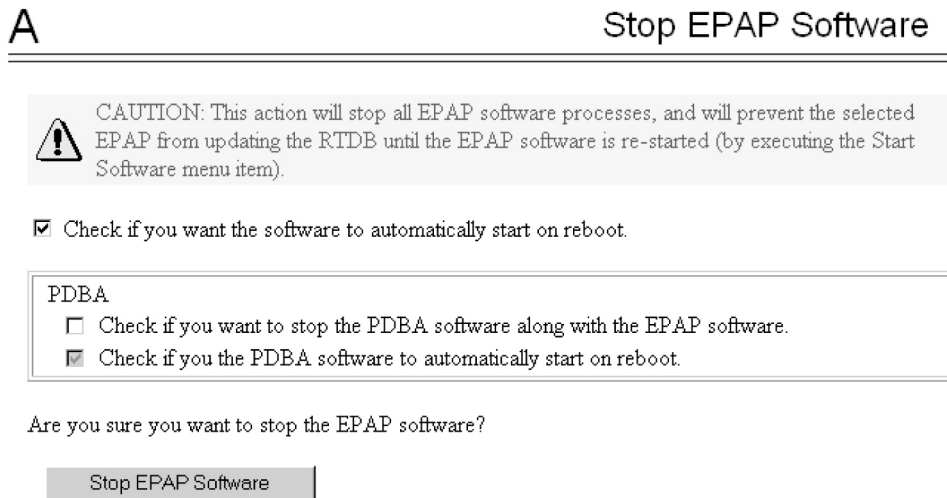 A Stop EPAP Software
CAUTION: This action will stop all EPAP software processes, and will prevent the selected
EPAP from updating the RTDB until the EPAP software is re-started (by executing the Start
Software menu item).
Check if you want the software to automatically start on reboot.
PDBA
Check if you want to stop the PDBA software along with the EPAP software.
Check if you the PDBA software to automatically start on reboot.
Are you sure you want to stop the EPAP software?
Stop EPAP Software